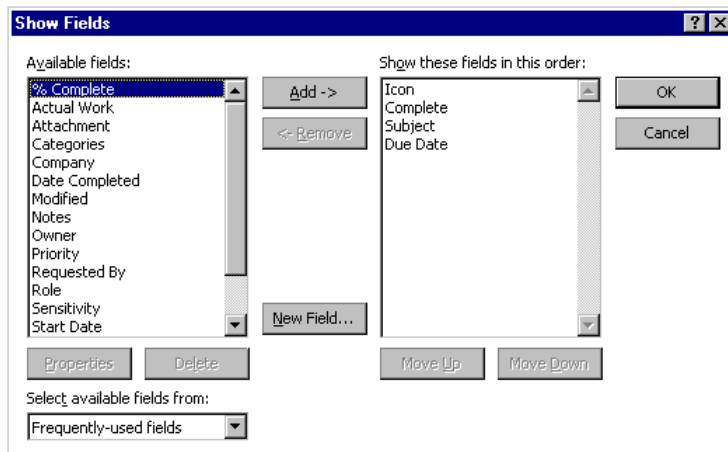 Show Fields
Available fields:
% Complete
Actual Work
Attachment
Categories
Company
Date Completed
Modified
Notes
Owner
Priority
Requested By
Role
Sensitivity
Start Date
Add ->
<- Remove
New Field...
Show these fields in this order:
Icon
Complete
Subject
Due Date
OK
Cancel
Properties
Delete
Move Up
Move Down
Select available fields from:
Frequently-used fields